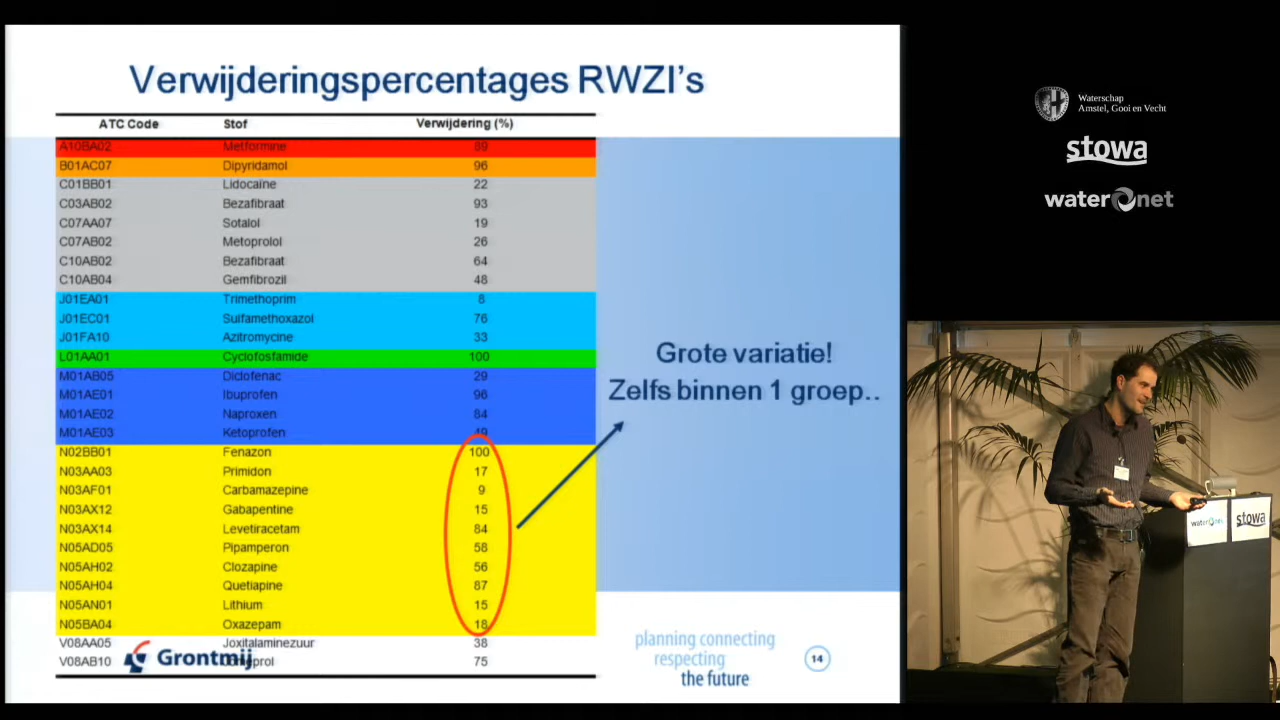 Verwijderingspercentages RWZI's
ATC Code Stof Verwijdering (%)
A10BA02 Metformine 89
B01AC07 Dipyridamol 96
C01BB01 Lidocaïne 22
C03AB02 Bezafibraat 93
C07AA07 Sotalol 19
C07AB02 Metoprolol 26
C10AB02 Bezafibraat 64
C10AB04 Gemfibrozil 48
J01EA01 Trimethoprim 8
J01EC01 Sulfamethoxazol 76
J01FA10 Azitromycine 33
L01AA01 Cyclofosfamide 100
M01AB05 Diclofenac 29
M01AE01 Ibuprofen 96
M01AE02 Naproxen 84
M01AE03 Ketoprofen 49
N02BB01 Fenazon 100
N03AA03 Primidon 17
N03AF01 Carbamazepine 9
N03AX12 Gabapentine 15
N03AX14 Levetiracetam 84
N05AD05 Pipamperon 58
N05AH02 Clozapine 56
N05AH04 Quetiapine 87
N05AN01 Lithium 15
N05BA04 Oxazepam 18
V08AA05 Joxitalaminezuur 38
V08AB10 75
Grote variatie!
Zelfs binnen 1 groep..
Grontmij
planning connecting
respecting
the future
14
Waterschap
Amstel, Gooi en Vecht
stowa
waternet
waternet
stowa